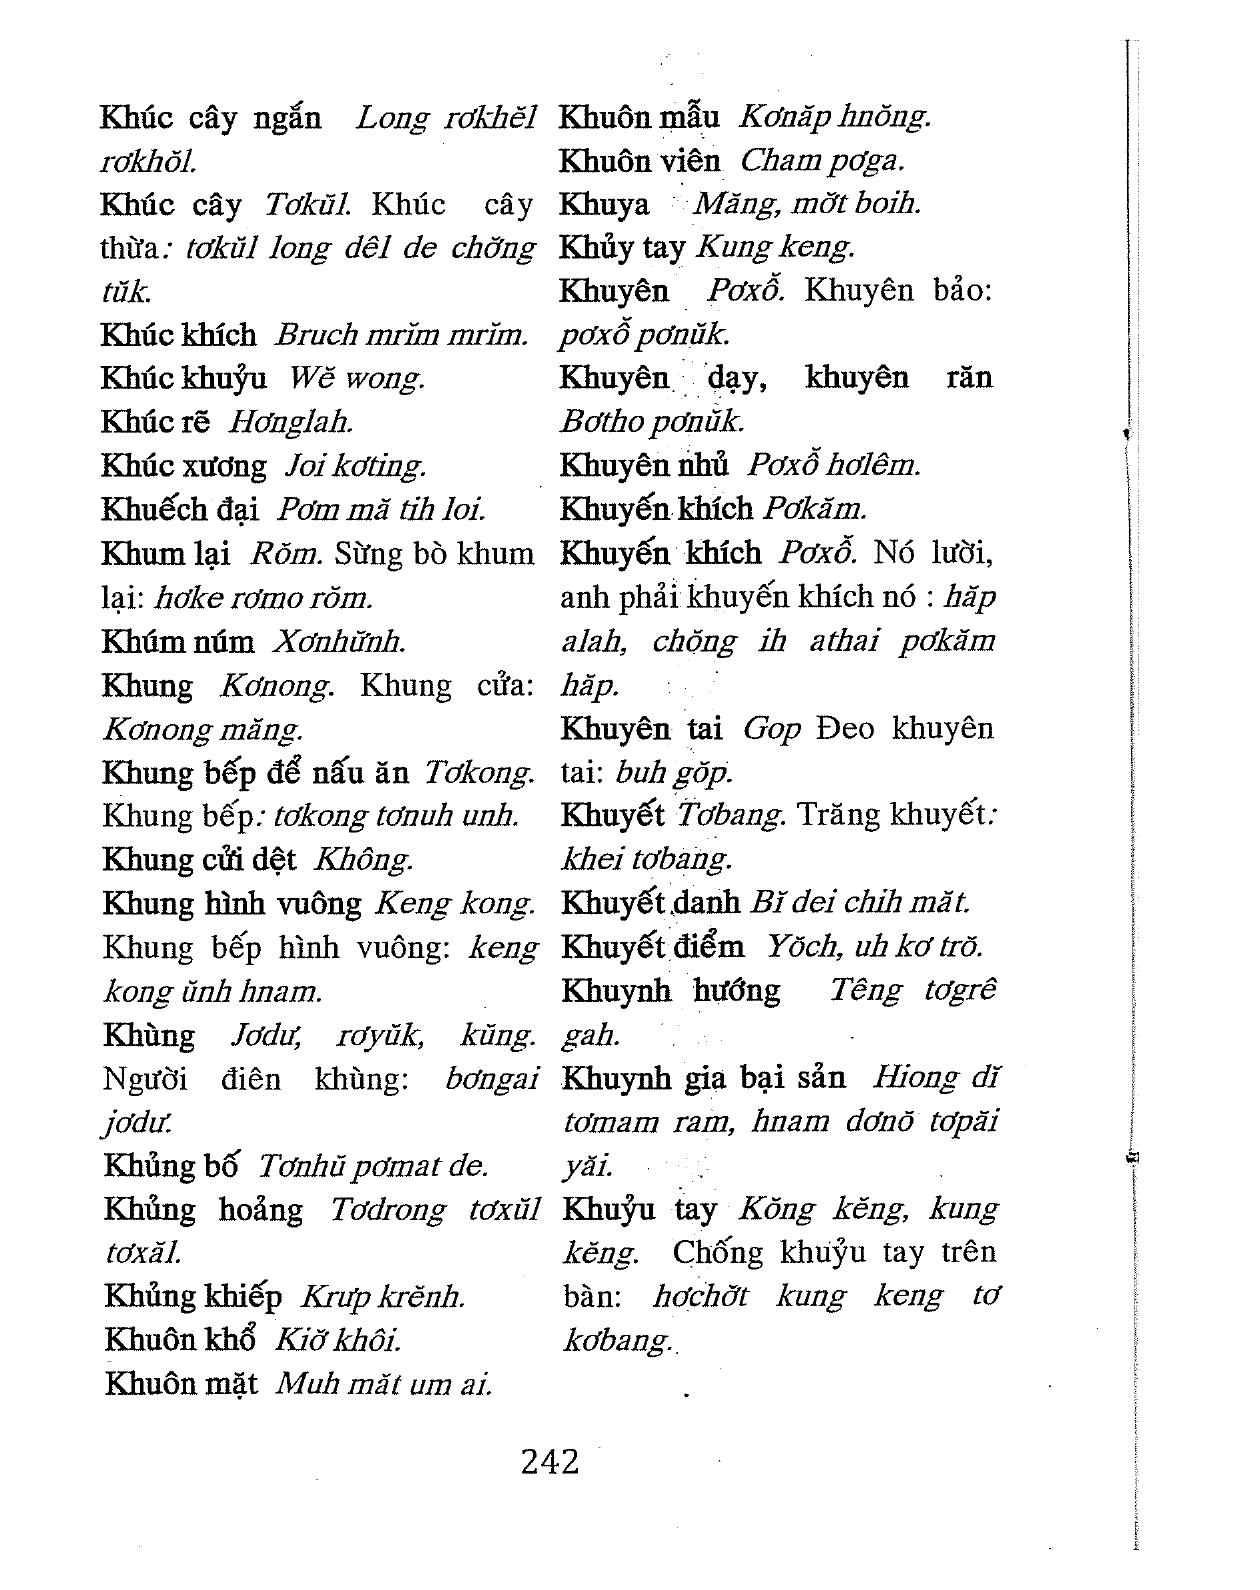 Khúc cây ngắn Long rơkhĕl
rơkhŏl.
Khúc cây Tơkŭl. Khúc cây
thừa: tơkŭl long dêl de chơ̆ng
tŭk.
Khúc khích Bruch mrĭm mrĭm.
Khúc khuỷu Wĕ wong.
Khúc rẽ Hơnglah.
Khúc xương Joi kơting.
Khuếch đại Pơm mă tih loi.
Khum lại Rŏm. Sừng bò khum
lại: hơke rơmo rŏm.
Khúm núm Xơnhư̆nh.
Khung Kơnong. Khung cửa:
Kơnong măng.
Khung bếp để nấu ăn Tơkong.
Khung bếp: tơkong tơnuh unh.
Khung cửi dệt Không.
Khung hình vuông Keng kong.
Khung bếp hình vuông: keng
kong ŭnh hnam.
Khùng Jơdư, rơyŭk, kŭng.
Người điên khùng: bơngai
jơdư.
Khủng bố Tơnhŭ pơmat de.
Khủng hoảng Tơdrong tơxŭl
tơxăl.
Khủng khiếp Krưp krĕnh.
Khuôn khổ Kiơ̆ khôi.
Khuôn mặt Muh măt um ai.
Khuôn mẫu Kơnăp hnŏng.
Khuôn viên Cham pơga.
Khuya Măng, mơ̆t boih.
Khủy tay Kung keng.
Khuyên Pơxô̆. Khuyên bảo:
pơxô̆ pơnŭk.
Khuyên dạy, khuyên răn
Bơtho pơnŭk.
Khuyên nhủ Pơxô̆ hơlêm.
Khuyến khích Pơkăm.
Khuyến khích Pơxô̆. Nó lười,
anh phải khuyến khích nó : hăp
alah, chŏng ih athai pơkăm
hăp.
Khuyên tai Gop Đeo khuyên
tai: buh gŏp.
Khuyết Tơbang. Trăng khuyết:
khei tơbang.
Khuyết danh Bĭ dei chih măt.
Khuyết điểm Yŏch, uh kơ trŏ.
Khuynh hướng Têng tơgrê
gah.
Khuynh gia bại sản Hiong dĭ
tơmam ram, hnam dơnŏ tơpăi
yăi.
Khuỷu tay Kŏng kĕng, kung
kĕng. Chống khuỷu tay trên
bàn: hơchơ̆t kung keng tơ
kơbang.
242